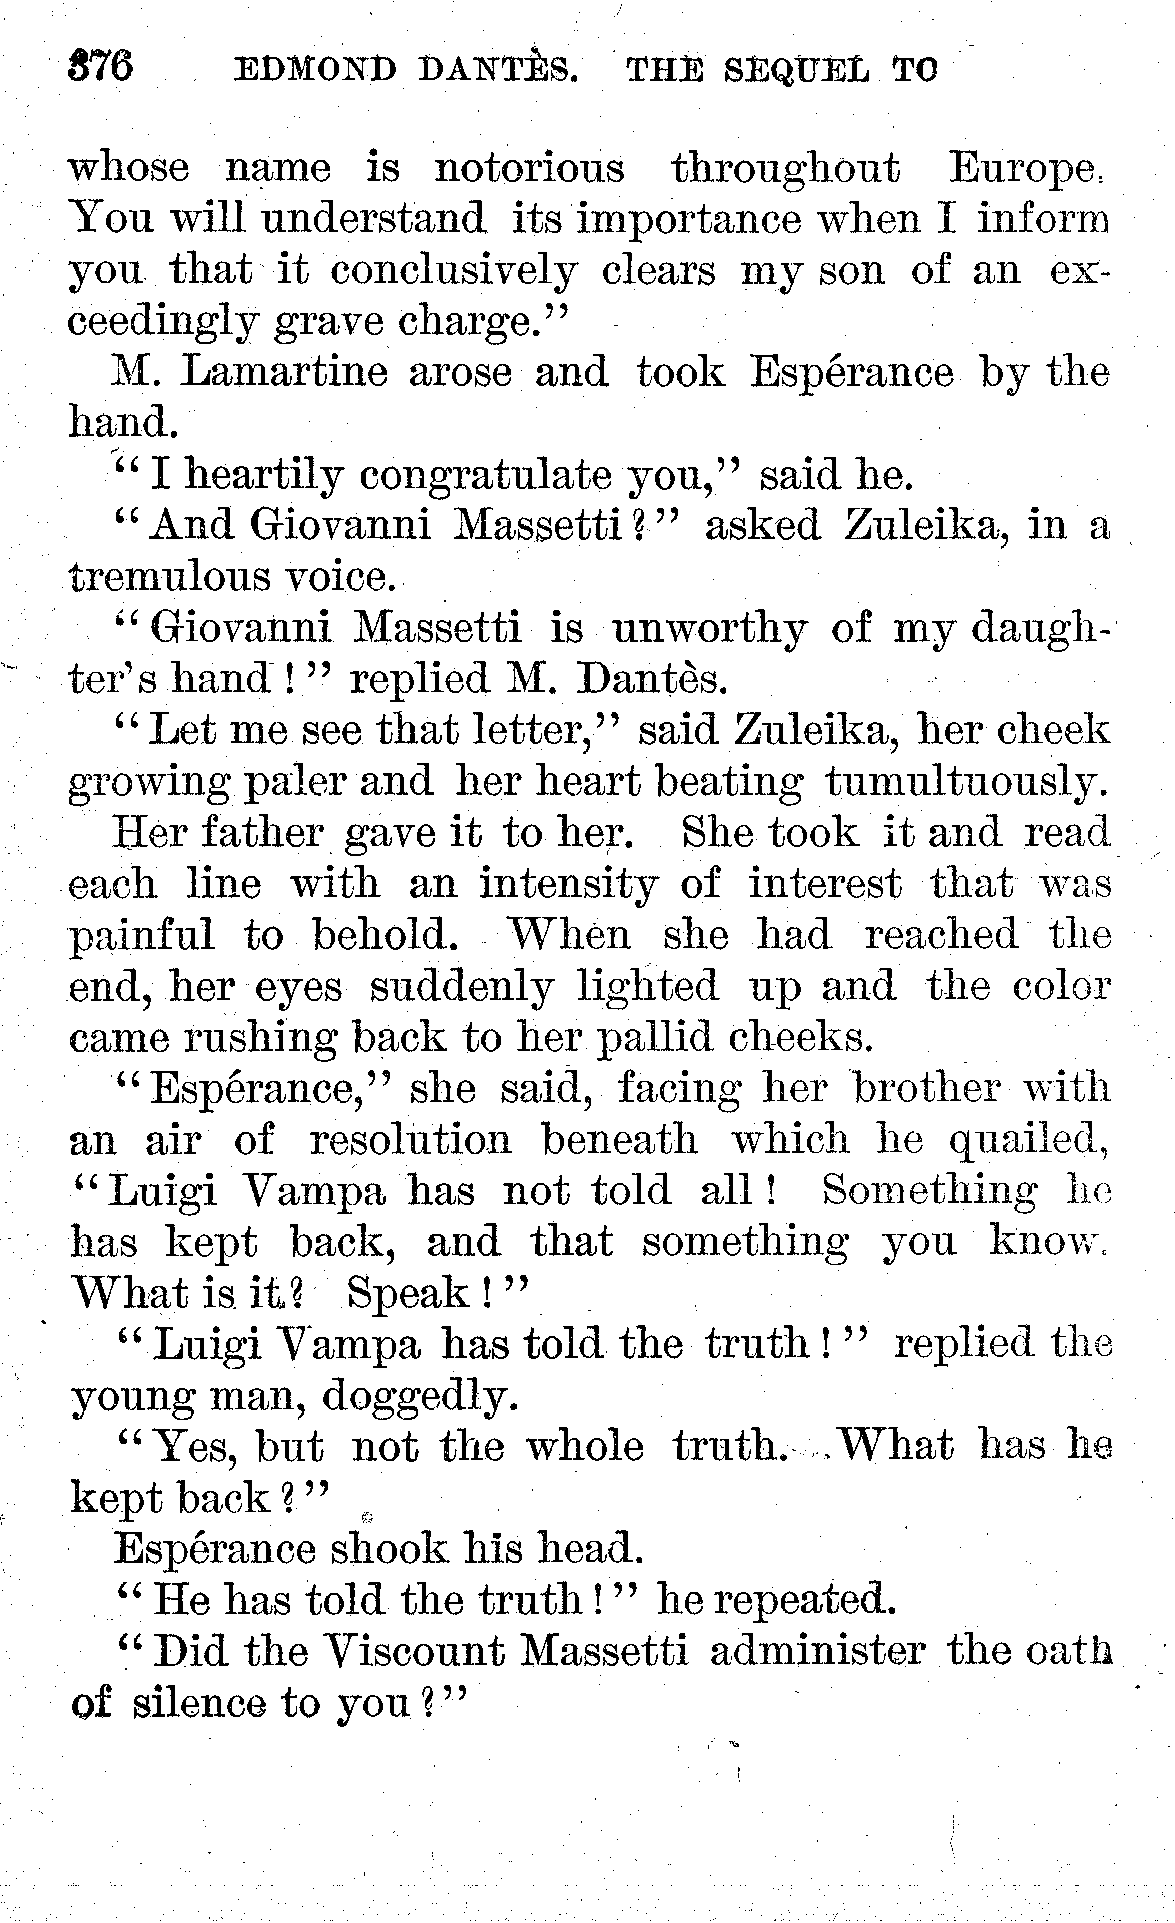 376 EDMOND DANTÈS. THE SEQUEL TO
whose name is notorious throughout Europe.
You will understand its importance when I inform
you that it conclusively clears my son of an ex-
ceedingly grave charge."
M. Lamartine arose and took Espérance by the
hand.
"I heartily congratulate you," said he.
"And Giovanni Massetti?" asked Zuleika, in a
tremulous voice.
"Giovanni Massetti is unworthy of my daugh-
ter's hand!" replied M. Dantès.
"Let me see that letter," said Zuleika, her cheek
growing paler and her heart beating tumultuously.
Her father gave it to her. She took it and read
each line with an intensity of interest that was
painful to behold. When she had reached the
end, her eyes suddenly lighted up and the color
came rushing back to her pallid cheeks.
"Espérance," she said, facing her brother with
an air of resolution beneath which he quailed,
"Luigi Vampa has not told all! Something he
has kept back, and that something you know.
What is it? Speak!"
"Luigi Vampa has told the truth!" replied the
young man, doggedly.
"Yes, but not the whole truth. What has he
kept back?"
Espérance shook his head.
"He has told the truth!" he repeated.
"Did the Viscount Massetti administer the oath
of silence to you?"